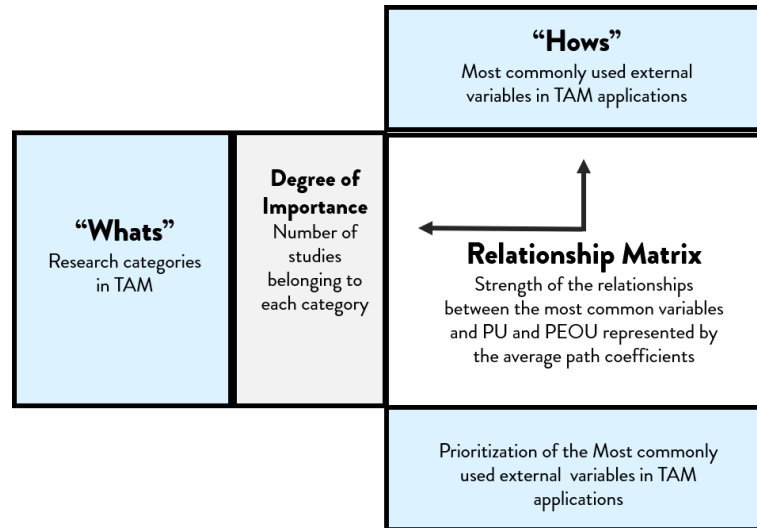 “Hows”
Most commonly used external
variables in TAM applications
“Whats”
Research categories
in TAM
Degree of
Importance
Number of
studies
belonging to
each category
Relationship Matrix
Strength of the relationships
between the most common variables
and PU and PEOU represented by
the average path coefficients
Prioritization of the Most commonly
used external variables in TAM
applications